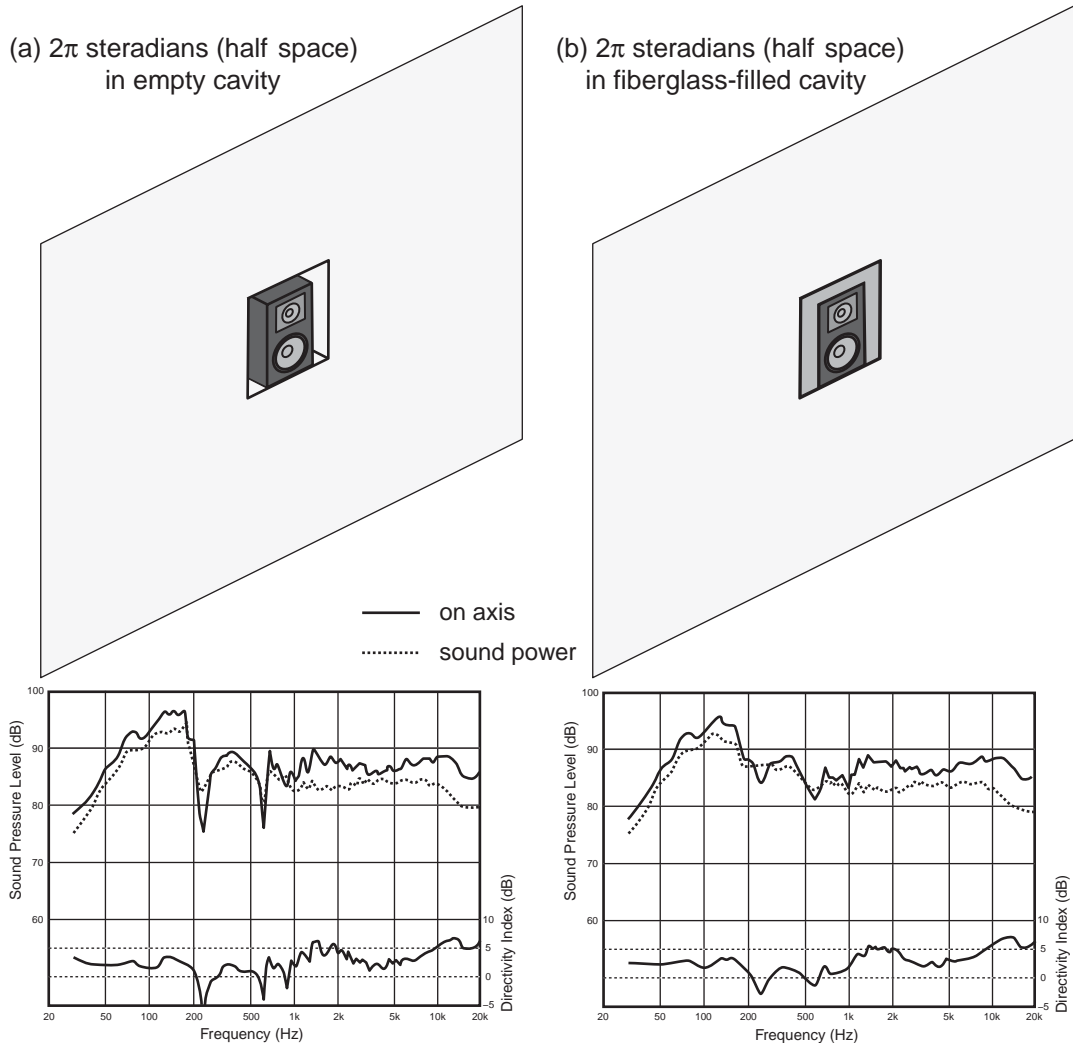 (a) 2π steradians (half space)
in empty cavity
(b) 2π steradians (half space)
in fiberglass-filled cavity
on axis
sound power
Sound Pressure Level (dB)
100
90
80
70
60
10
5
0
–5
Directivity Index (dB)
20 50 100 200 500 1k 2k 5k 10k 20k
Frequency (Hz)
Sound Pressure Level (dB)
100
90
80
70
60
10
5
0
–5
Directivity Index (dB)
20 50 100 200 500 1k 2k 5k 10k 20k
Frequency (Hz)